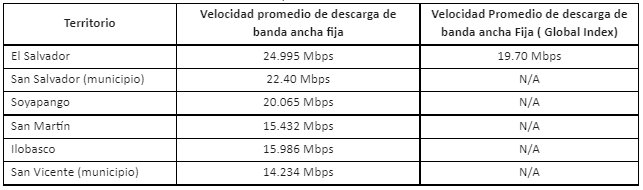 Territorio
Velocidad promedio de descarga de
banda ancha fija
Velocidad Promedio de descarga de
banda ancha Fija ( Global Index)
El Salvador 24.995 Mbps 19.70 Mbps
San Salvador (municipio) 22.40 Mbps N/A
Soyapango 20.065 Mbps N/A
San Martín 15.432 Mbps N/A
Ilobasco 15.986 Mbps N/A
San Vicente (municipio) 14.234 Mbps N/A